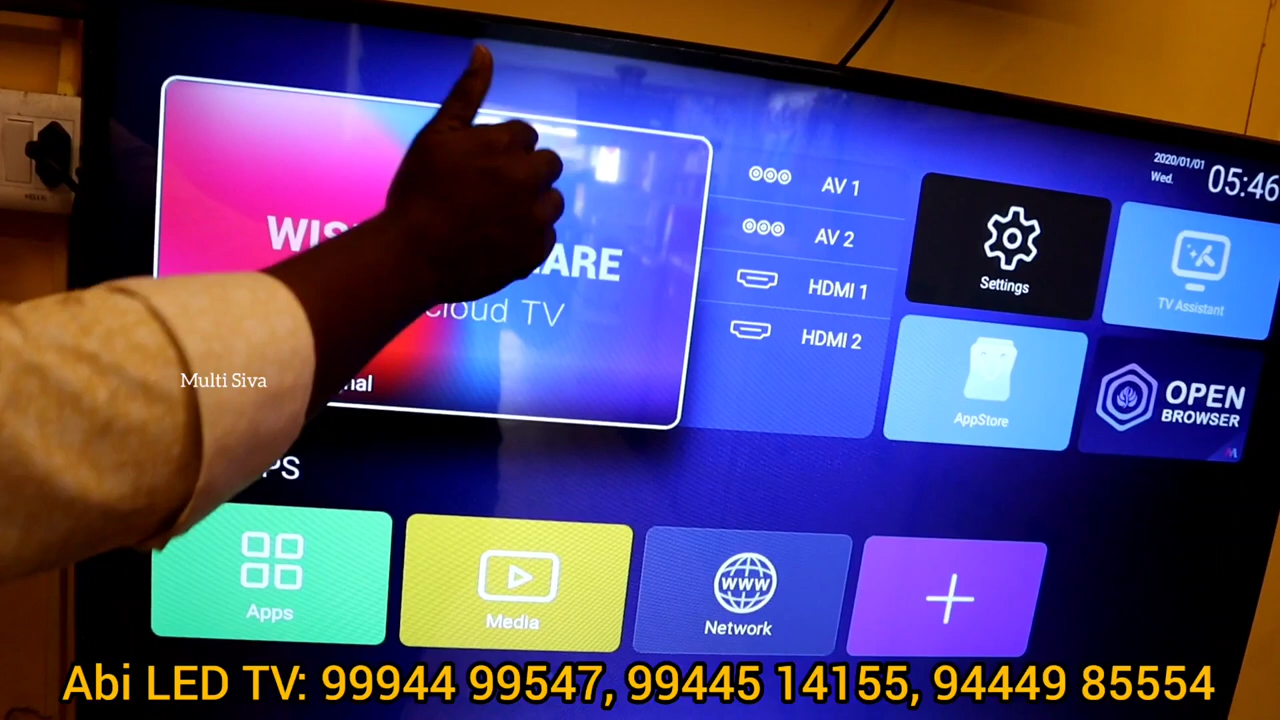 2020/01/01
Wed.
05:46
AV 1
AV 2
HDMI 1
HDMI 2
Settings
TV Assistant
AppStore
OPEN
BROWSER
TV
Multi Siva
Apps
Media
WWW
Network
Abi LED TV: 99944 99547, 99445 14155, 94449 85554